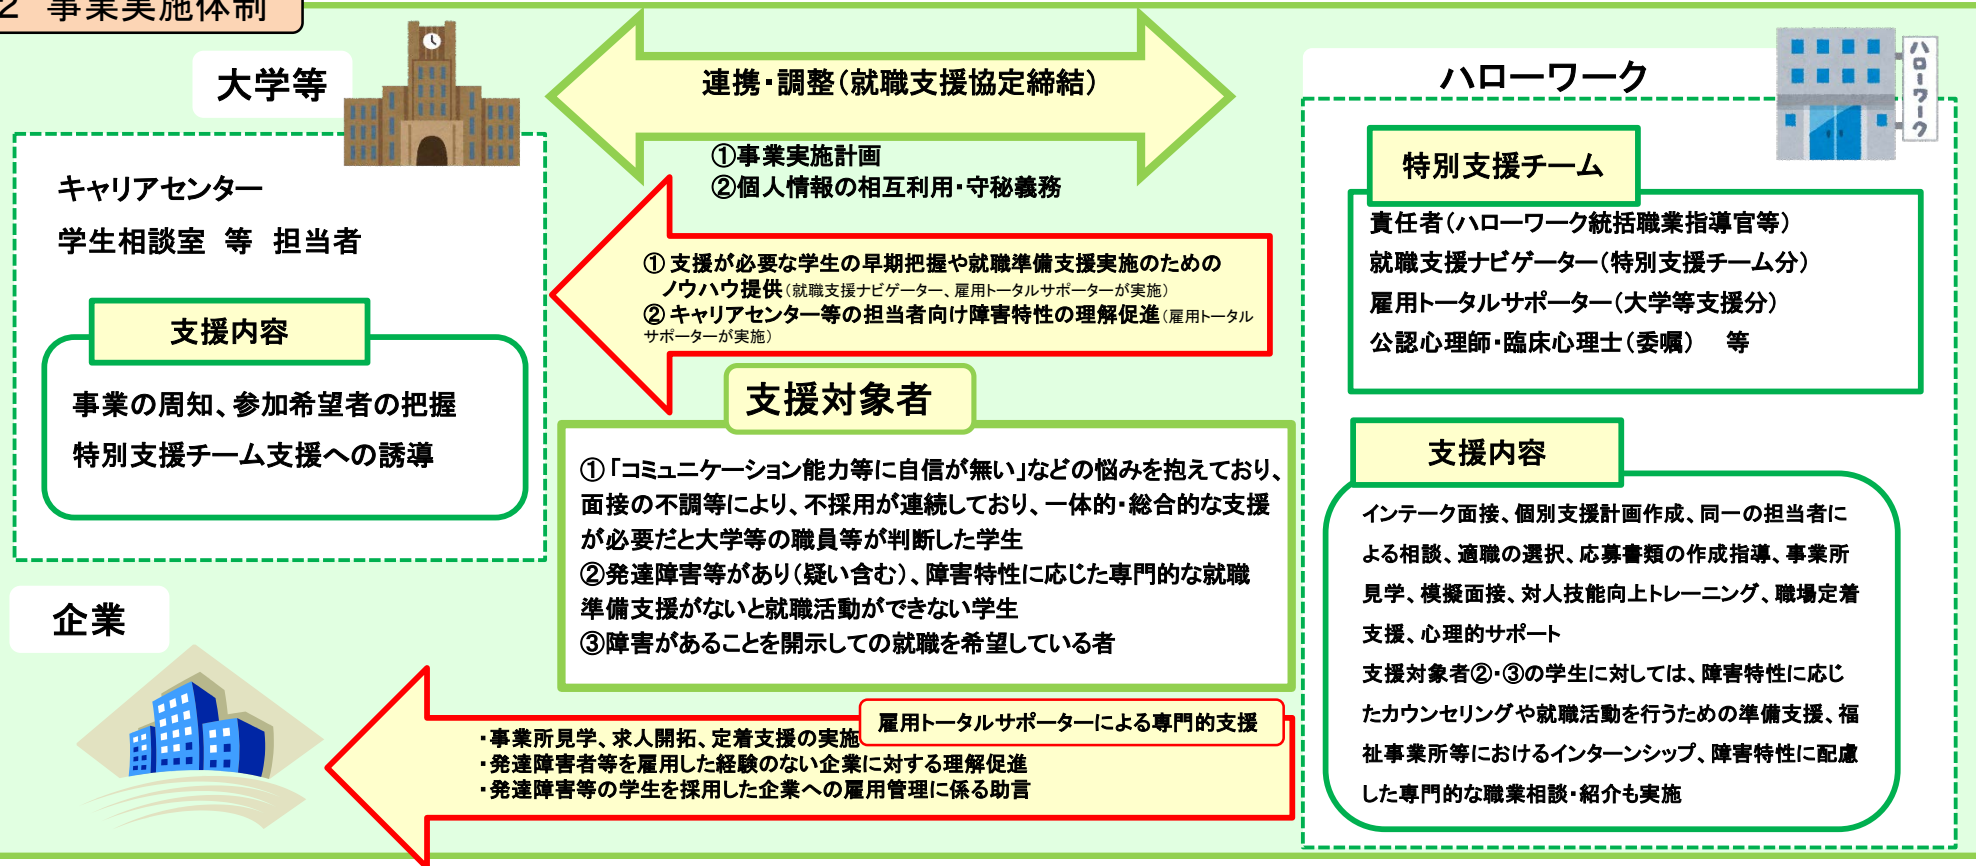 2 事業実施体制
大学等
キャリアセンター
学生相談室 等 担当者
支援内容
事業の周知、参加希望者の把握
特別支援チーム支援への誘導
企業
連携・調整(就職支援協定締結)
①事業実施計画
②個人情報の相互利用・守秘義務
① 支援が必要な学生の早期把握や就職準備支援実施のための
ノウハウ提供(就職支援ナビゲーター、雇用トータルサポーターが実施)
② キャリアセンター等の担当者向け障害特性の理解促進(雇用トータル
サポーターが実施)
支援対象者
①「コミュニケーション能力等に自信が無い」などの悩みを抱えており、
面接の不調等により、不採用が連続しており、一体的・総合的な支援
が必要だと大学等の職員等が判断した学生
②発達障害等があり(疑い含む)、障害特性に応じた専門的な就職
準備支援がないと就職活動ができない学生
③障害があることを開示しての就職を希望している者
雇用トータルサポーターによる専門的支援
・事業所見学、求人開拓、定着支援の実施
・発達障害者等を雇用した経験のない企業に対する理解促進
・発達障害等の学生を採用した企業への雇用管理に係る助言
ハローワーク
ハローワーク
特別支援チーム
責任者(ハローワーク統括職業指導官等)
就職支援ナビゲーター(特別支援チーム分)
雇用トータルサポーター(大学等支援分)
公認心理師・臨床心理士(委嘱) 等
支援内容
インテーク面接、個別支援計画作成、同一の担当者に
よる相談、適職の選択、応募書類の作成指導、事業所
見学、模擬面接、対人技能向上トレーニング、職場定着
支援、心理的サポート
支援対象者②・③の学生に対しては、障害特性に応じ
たカウンセリングや就職活動を行うための準備支援、福
祉事業所等におけるインターンシップ、障害特性に配慮
した専門的な職業相談・紹介も実施